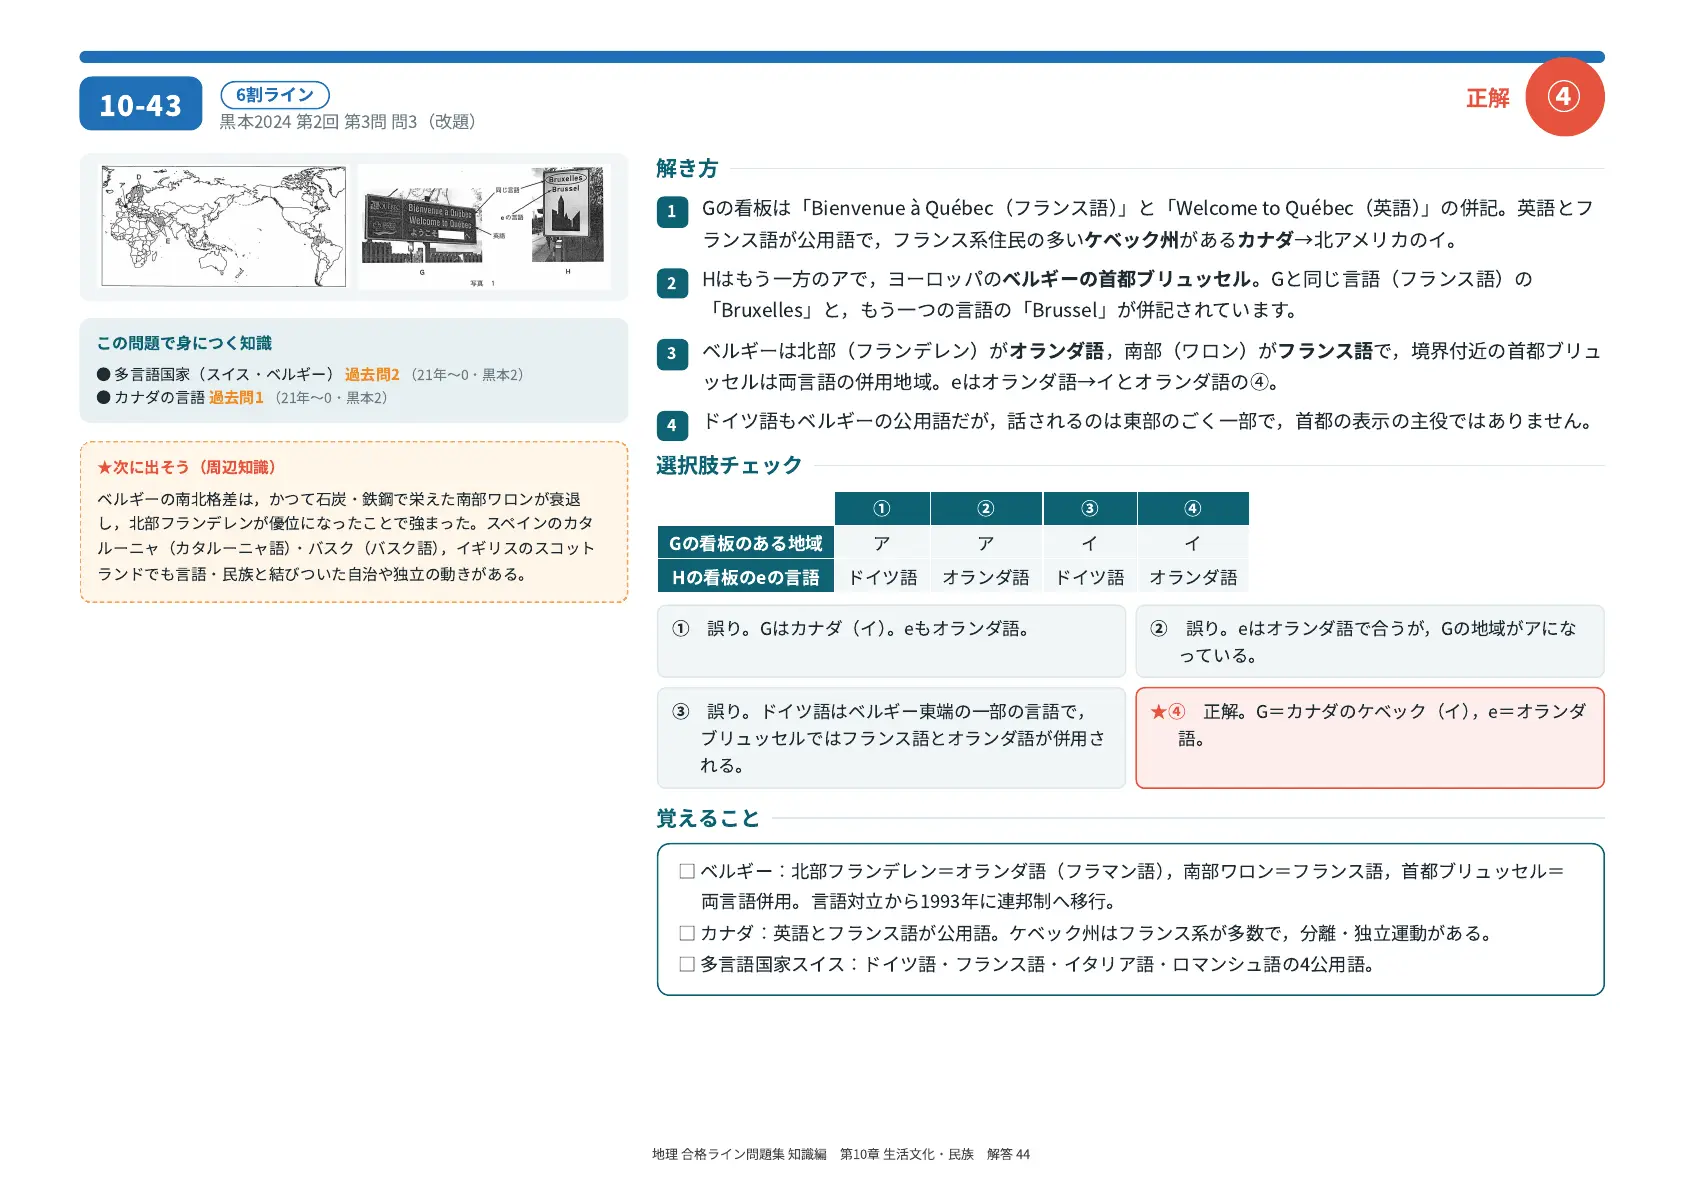 10-43
6割ライン
黒本2024 第2回 第3問 問3（改題）
正解 ④
Bienvenue à Québec
Welcome to Québec
ようこそ
同じ言語
eの言語
英語
Bruxelles
Brussel
G
H
写真 1
この問題で身につく知識
● 多言語国家（スイス・ベルギー） 過去問2 （21年〜0・黒本2）
● カナダの言語 過去問1 （21年〜0・黒本2）
★次に出そう（周辺知識）
ベルギーの南北格差は，かつて石炭・鉄鋼で栄えた南部ワロンが衰退
し，北部フランデレンが優位になったことで強まった。スペインのカタ
ルーニャ（カタルーニャ語）・バスク（バスク語），イギリスのスコット
ランドでも言語・民族と結びついた自治や独立の動きがある。
解き方
1 Gの看板は「Bienvenue à Québec（フランス語）」と「Welcome to Québec（英語）」の併記。英語とフ
ランス語が公用語で，フランス系住民の多いケベック州があるカナダ→北アメリカのイ。
2 Hはもう一方のアで，ヨーロッパのベルギーの首都ブリュッセル。Gと同じ言語（フランス語）の
「Bruxelles」と，もう一つの言語の「Brussel」が併記されています。
3 ベルギーは北部（フランデレン）がオランダ語，南部（ワロン）がフランス語で，境界付近の首都ブリュ
ッセルは両言語の併用地域。eはオランダ語→イとオランダ語の④。
4 ドイツ語もベルギーの公用語だが，話されるのは東部のごく一部で，首都の表示の主役ではありません。
選択肢チェック
① ② ③ ④
Gの看板のある地域 ア ア イ イ
Hの看板のeの言語 ドイツ語 オランダ語 ドイツ語 オランダ語
① 誤り。Gはカナダ（イ）。eもオランダ語。
② 誤り。eはオランダ語で合うが，Gの地域がアにな
っている。
③ 誤り。ドイツ語はベルギー東端の一部の言語で，
ブリュッセルではフランス語とオランダ語が併用さ
れる。
★④ 正解。G＝カナダのケベック（イ），e＝オランダ
語。
覚えること
□ ベルギー：北部フランデレン＝オランダ語（フラマン語），南部ワロン＝フランス語，首都ブリュッセル＝
両言語併用。言語対立から1993年に連邦制へ移行。
□ カナダ：英語とフランス語が公用語。ケベック州はフランス系が多数で，分離・独立運動がある。
□ 多言語国家スイス：ドイツ語・フランス語・イタリア語・ロマンシュ語の4公用語。
地理 合格ライン問題集 知識編 第10章 生活文化・民族 解答 44